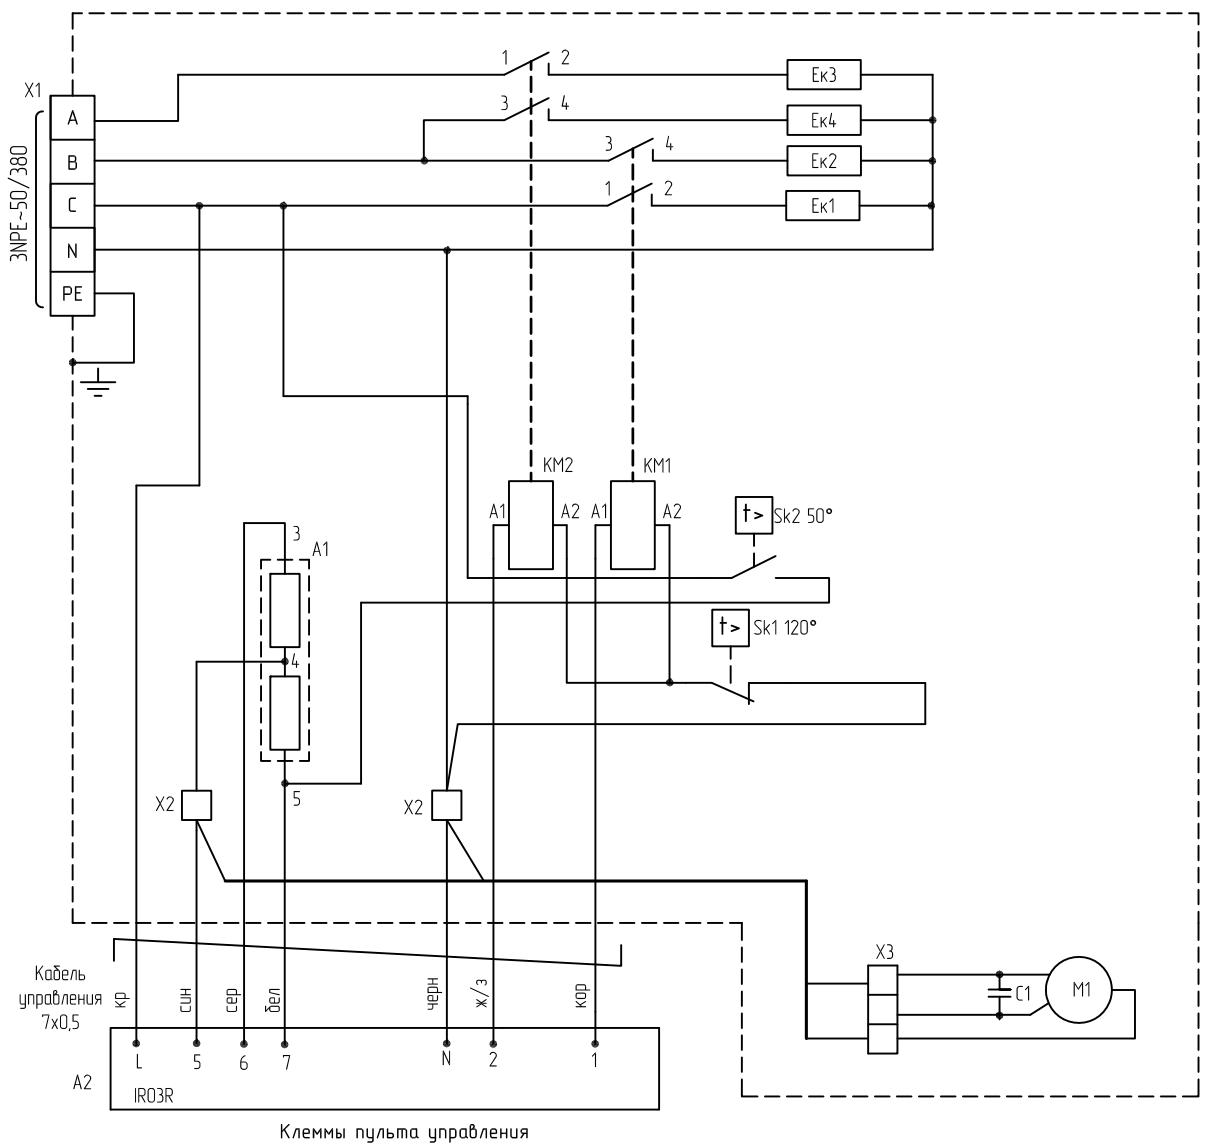 1 2 Ек3
X1
A
3 4 Ек4
B
3 4 Ек2
C
1 2 Ек1
N
PE
3NPE~50/380
KM2 KM1
A1 A2 A1 A2
t> Sk2 50°
3
A1
t> Sk1 120°
4
5
X2
X2
X3
C1
M1
Кабель
управления
7х0,5
кр
син
сер
бел
черн
ж/з
кор
L 5 6 7 N 2 1
A2
IR03R
Клеммы пульта управления